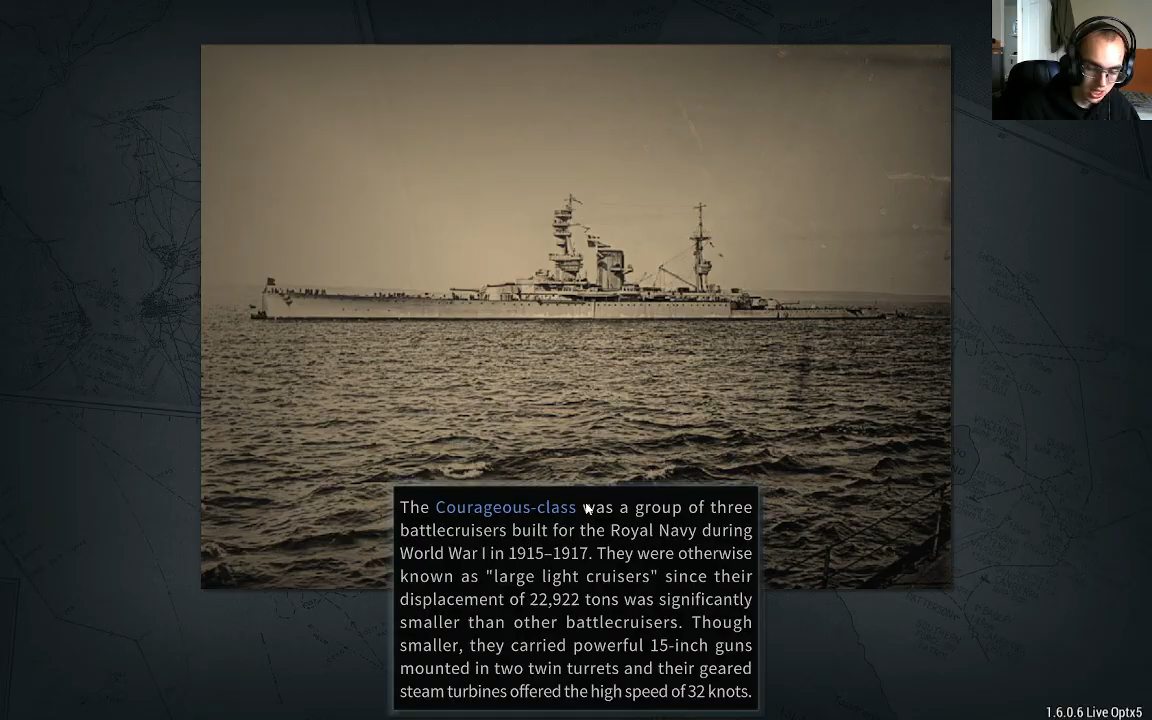 The Courageous-class was a group of three
battlecruisers built for the Royal Navy during
World War I in 1915–1917. They were otherwise
known as "large light cruisers" since their
displacement of 22,922 tons was significantly
smaller than other battlecruisers. Though
smaller, they carried powerful 15-inch guns
mounted in two twin turrets and their geared
steam turbines offered the high speed of 32 knots.
1.6.0.6 Live Optx5